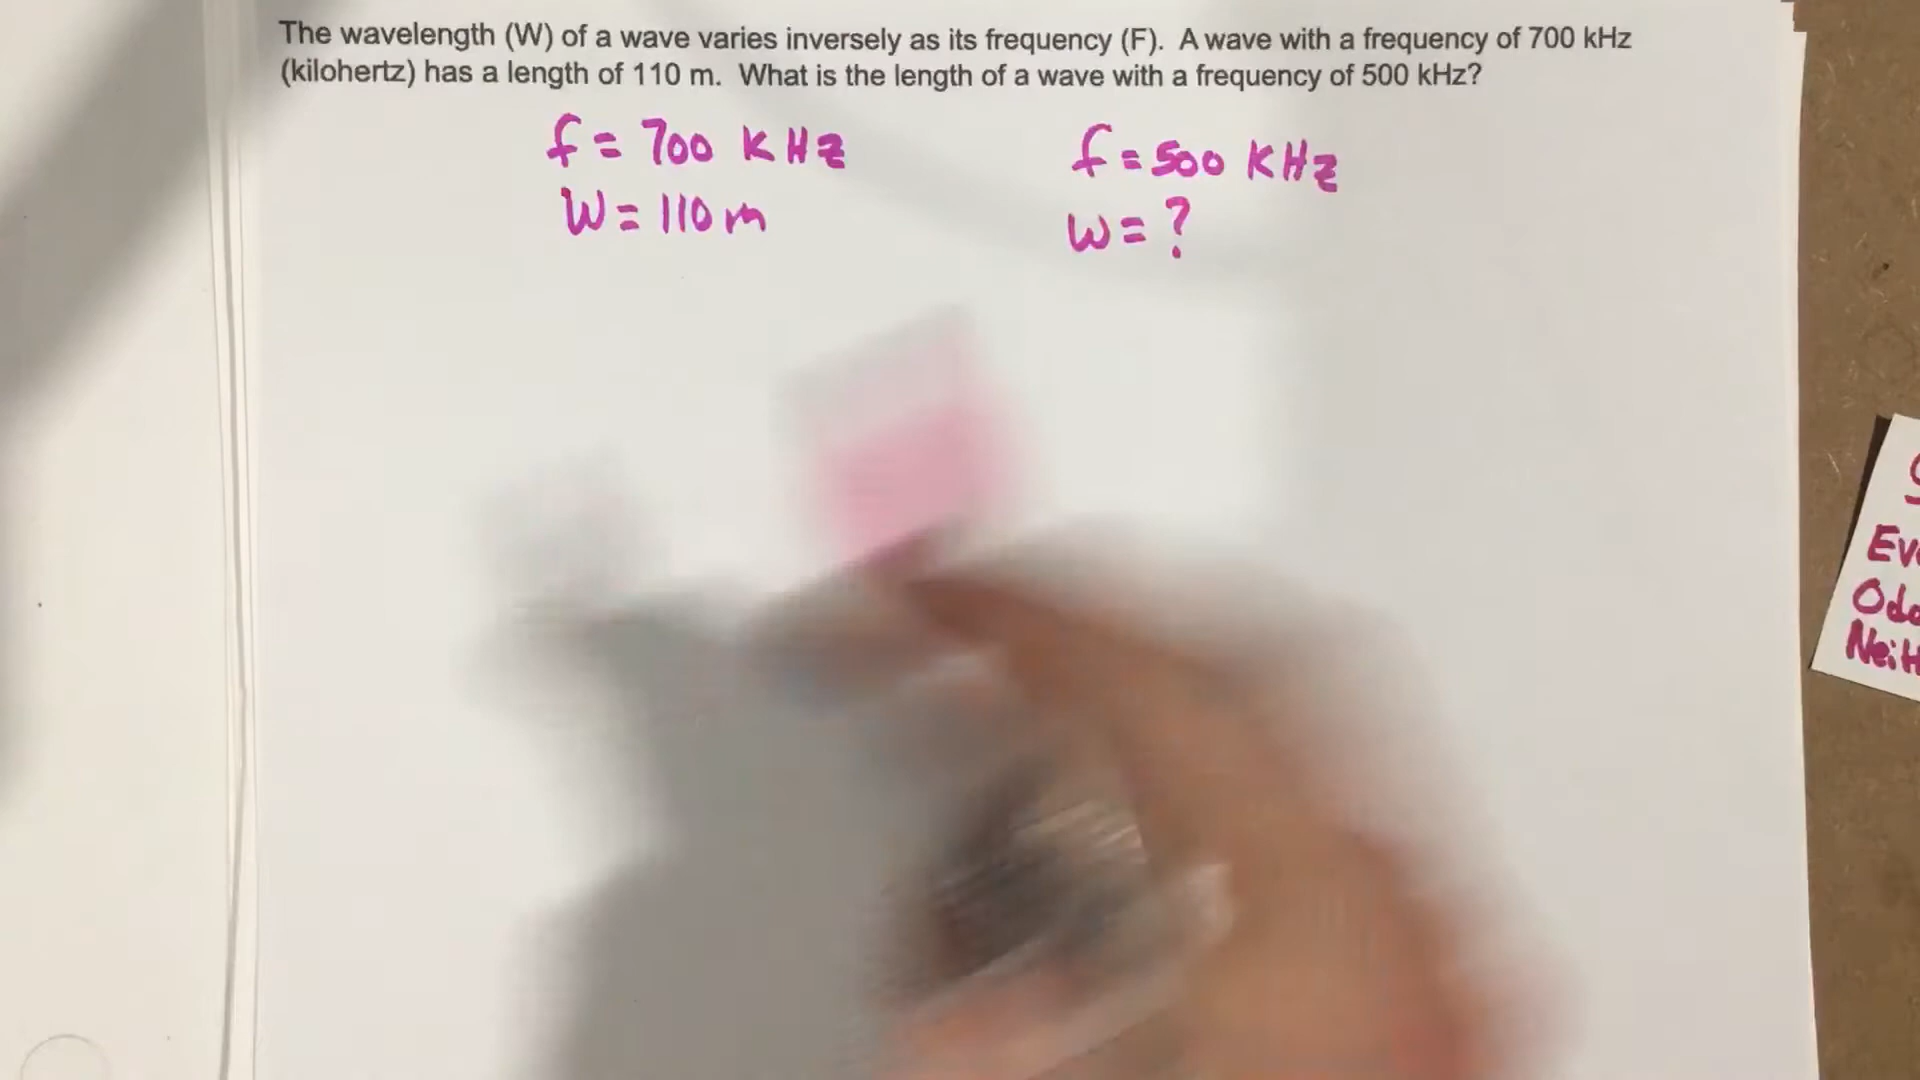 The wavelength (W) of a wave varies inversely as its frequency (F). A wave with a frequency of 700 kHz
(kilohertz) has a length of 110 m. What is the length of a wave with a frequency of 500 kHz?
f = 700 KHz
W = 110 m
f = 500 KHz
W = ?